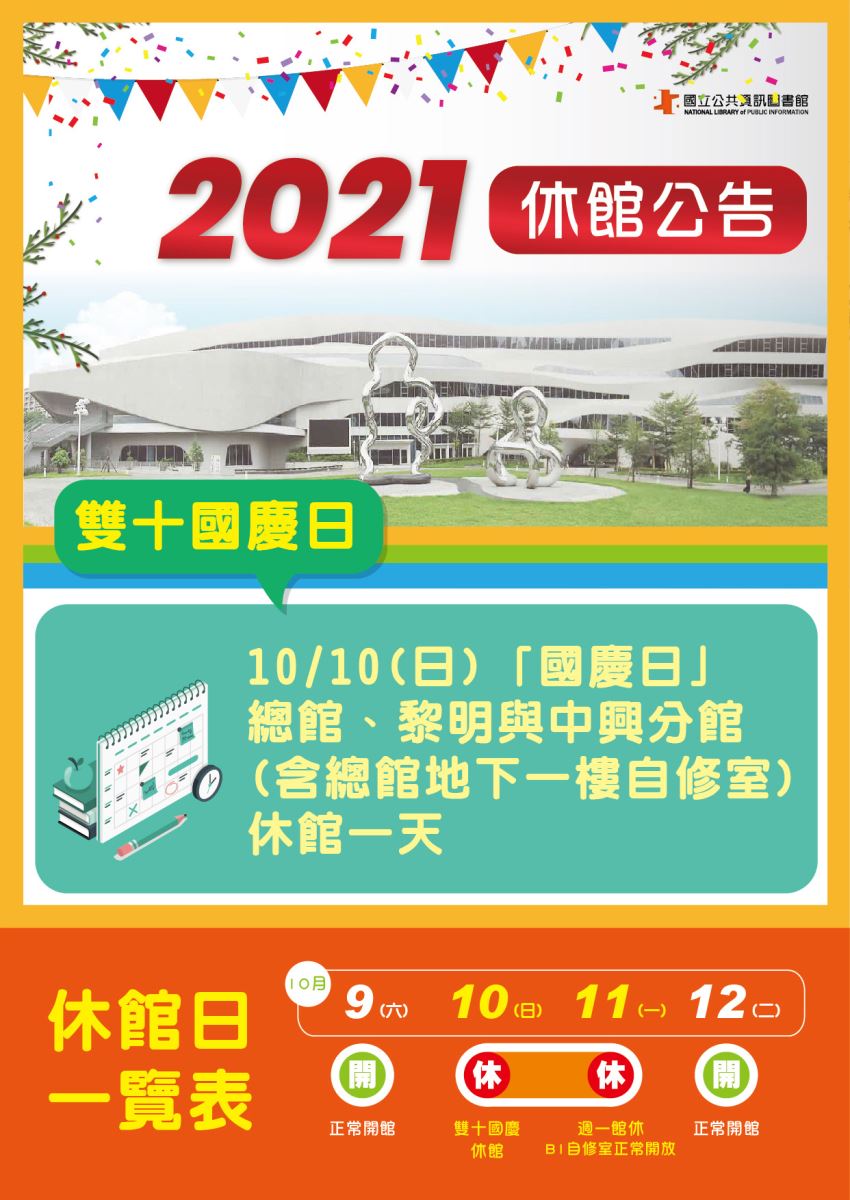 國立公共資訊圖書館
NATIONAL LIBRARY of PUBLIC INFORMATION
2021 休館公告
雙十國慶日
10/10(日)「國慶日」
總館、黎明與中興分館
(含總館地下一樓自修室)
休館一天
休館日
一覽表
10月
9(六) 10(日) 11(一) 12(二)
開 休 休 開
正常開館 雙十國慶 週一館休 正常開館
休館 B1自修室正常開放